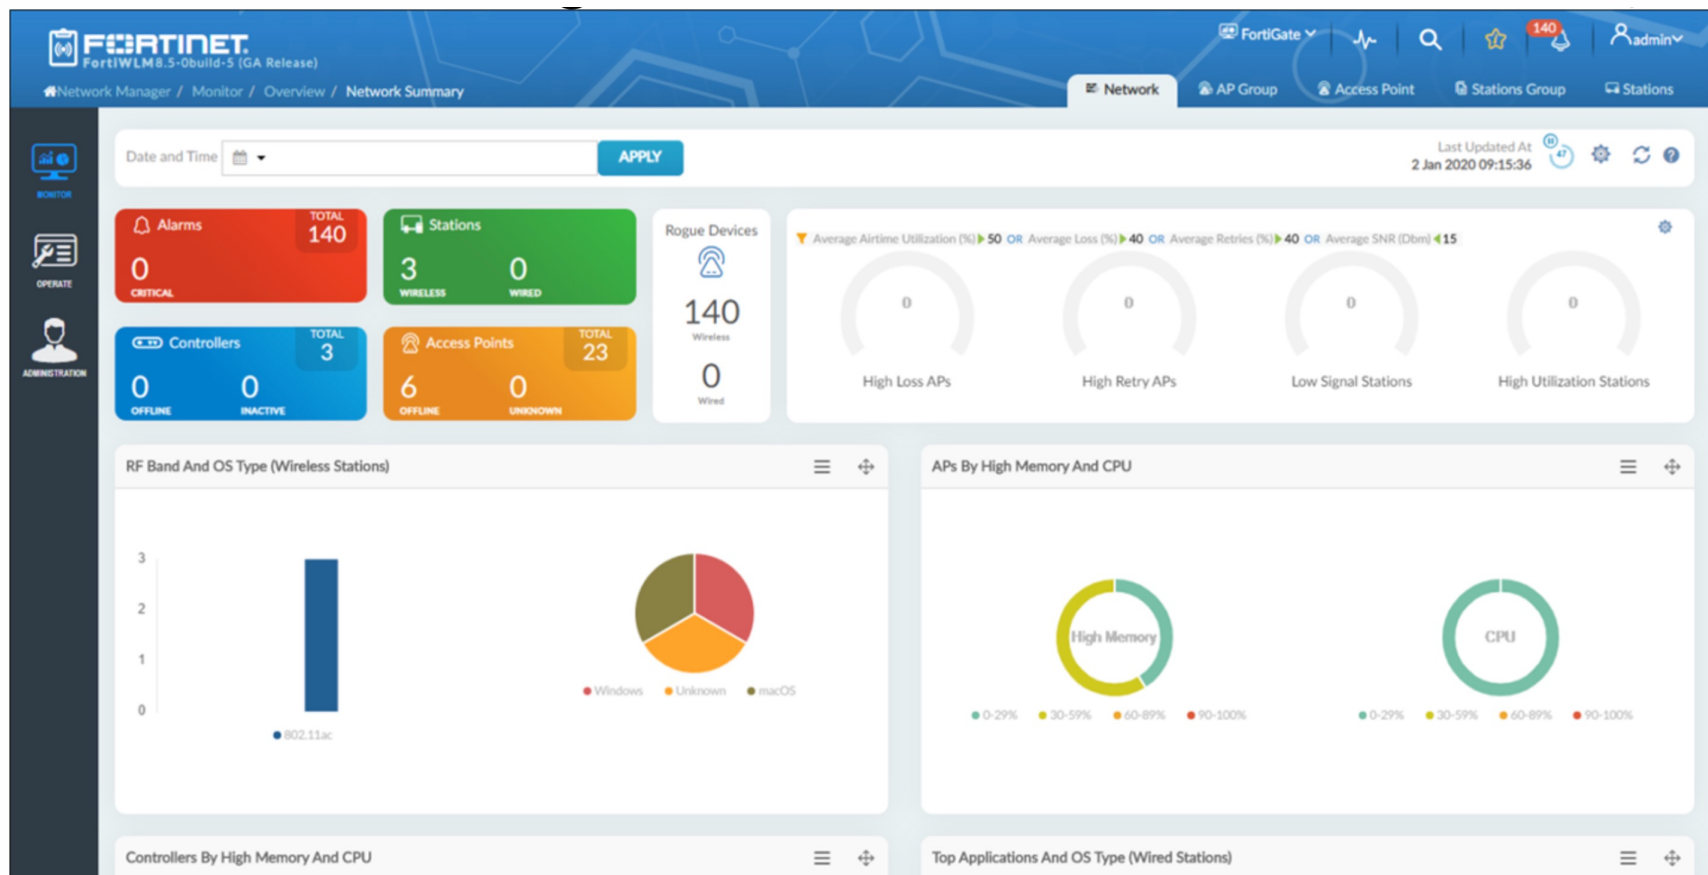 FORTINET.
FortiWLM8.5-0build-5 (GA Release)
FortiGate
140
admin
Network Manager / Monitor / Overview / Network Summary
Network
AP Group
Access Point
Stations Group
Stations
MONITOR
OPERATE
ADMINISTRATION
Date and Time
APPLY
Last Updated At
2 Jan 2020 09:15:36
47
Alarms
TOTAL
140
0
CRITICAL
Stations
3
WIRELESS
0
WIRED
Controllers
TOTAL
3
0
OFFLINE
0
INACTIVE
Access Points
TOTAL
23
6
OFFLINE
0
UNKNOWN
Rogue Devices
140
Wireless
0
Wired
Average Airtime Utilization (%) 50 OR Average Loss (%) 40 OR Average Retries (%) 40 OR Average SNR (Dbm) 15
0
High Loss APs
0
High Retry APs
0
Low Signal Stations
0
High Utilization Stations
RF Band And OS Type (Wireless Stations)
3
2
1
0
802.11ac
Windows
Unknown
macOS
APs By High Memory And CPU
High Memory
0-29%
30-59%
60-89%
90-100%
CPU
0-29%
30-59%
60-89%
90-100%
Controllers By High Memory And CPU
Top Applications And OS Type (Wired Stations)